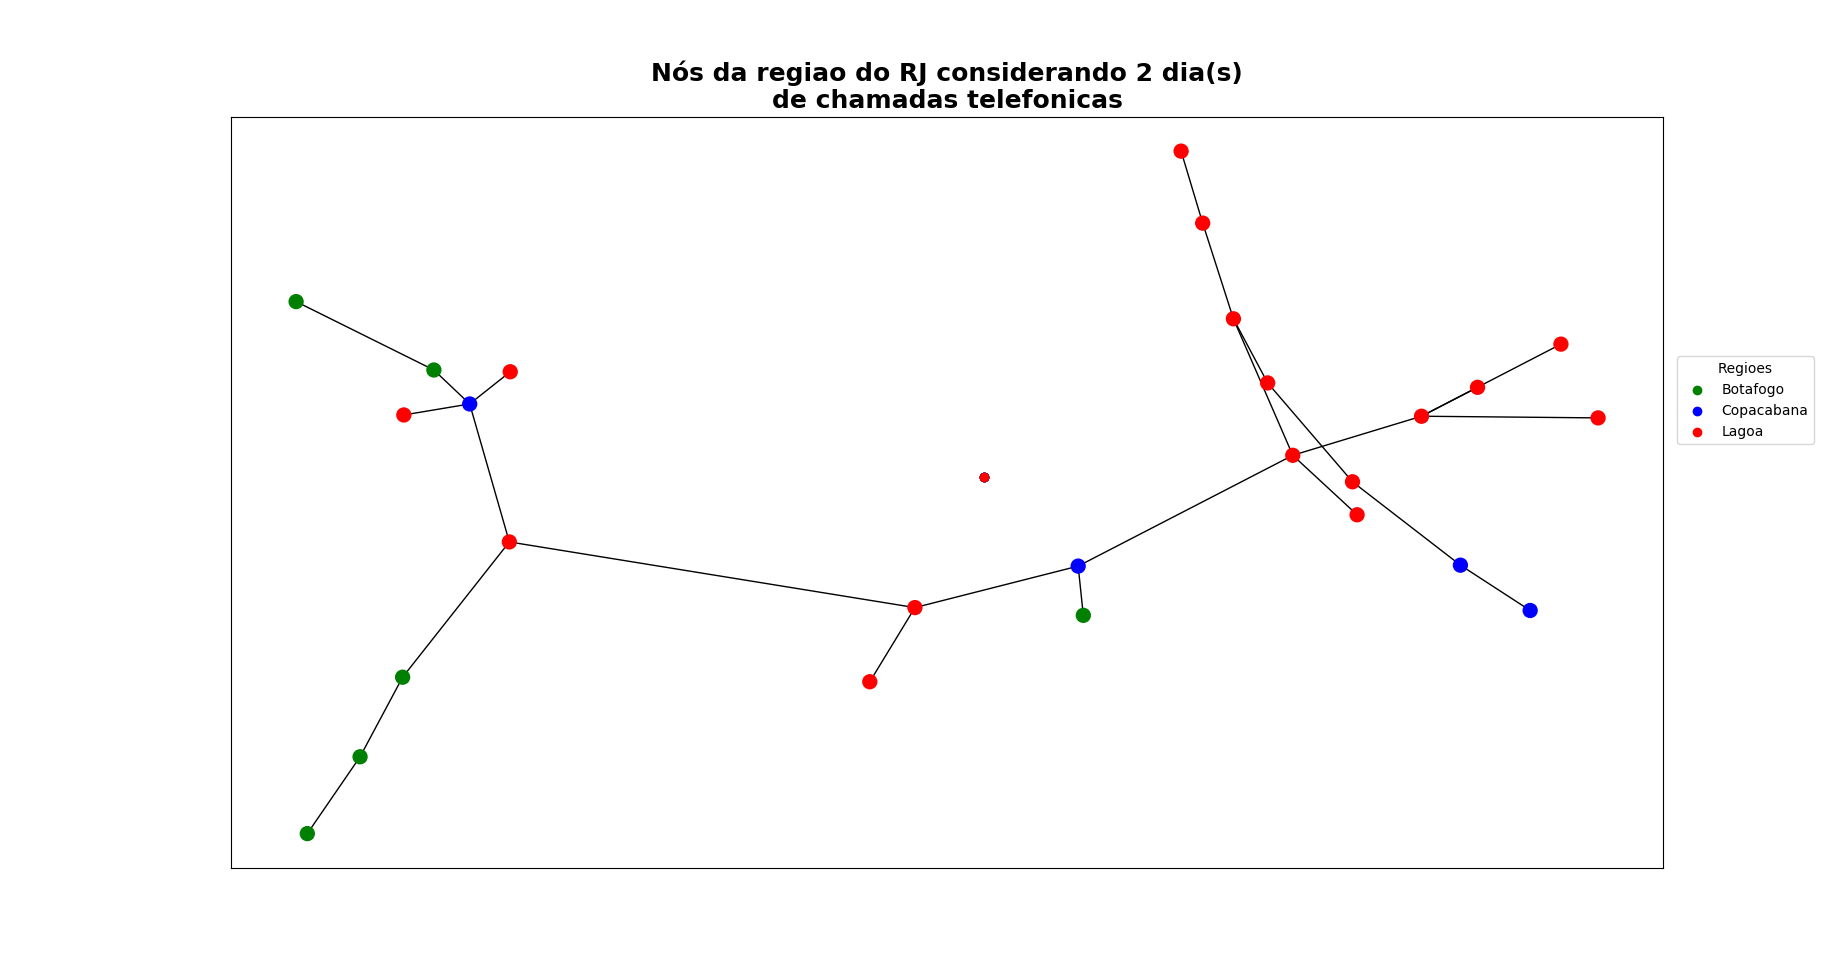 Nós da regiao do RJ considerando 2 dia(s)
de chamadas telefonicas
Regioes
Botafogo
Copacabana
Lagoa